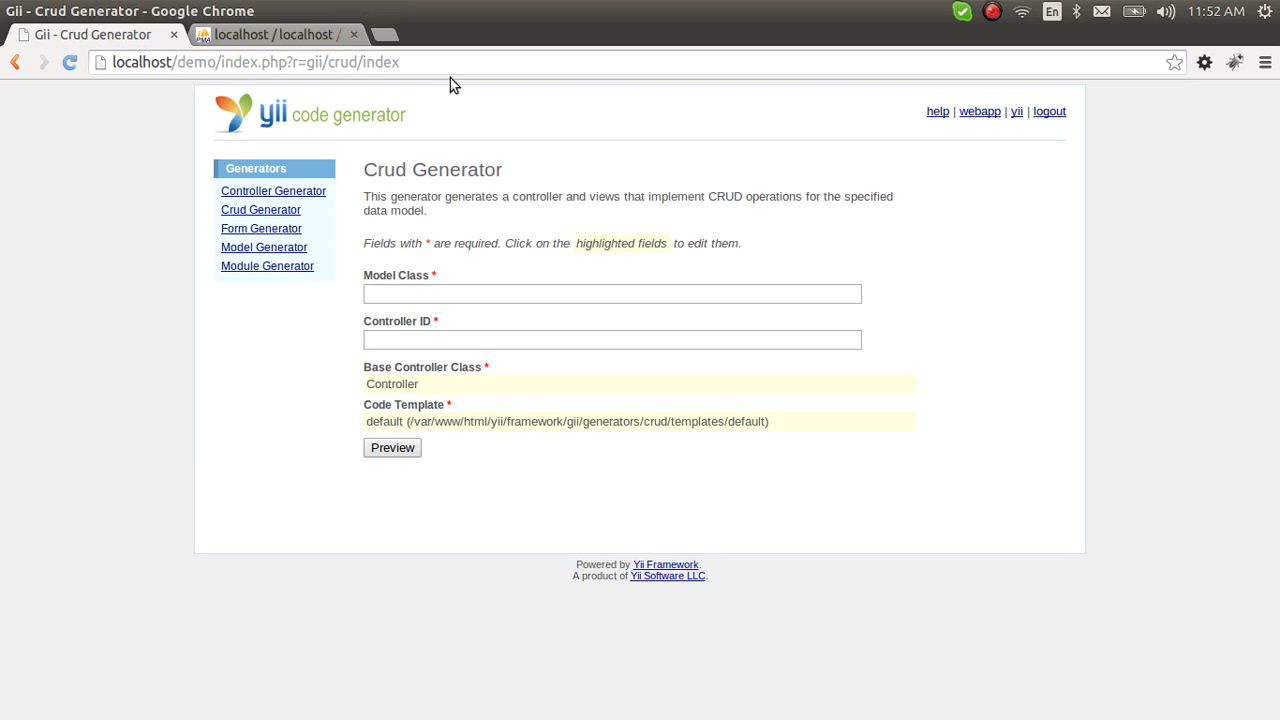 Gii - Crud Generator - Google Chrome
En
11:52 AM
Gii - Crud Generator
localhost / localhost /
localhost/demo/index.php?r=gii/crud/index
yii code generator
help | webapp | yii | logout
Generators
Controller Generator
Crud Generator
Form Generator
Model Generator
Module Generator
Crud Generator
This generator generates a controller and views that implement CRUD operations for the specified
data model.
Fields with * are required. Click on the highlighted fields to edit them.
Model Class *
Controller ID *
Base Controller Class *
Controller
Code Template *
default (/var/www/html/yii/framework/gii/generators/crud/templates/default)
Preview
Powered by Yii Framework.
A product of Yii Software LLC.